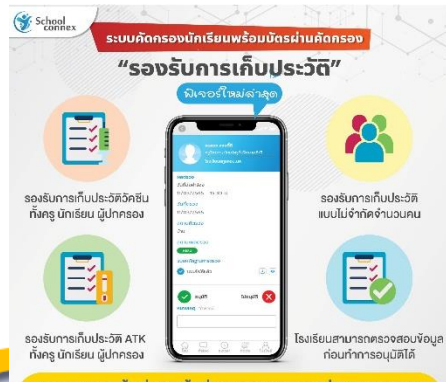 School
connex
ระบบคัดกรองนักเรียนพร้อมบัตรผ่านคัดกรอง
“รองรับการเก็บประวัติ”
ฟีเจอร์ใหม่ล่าสุด
รองรับการเก็บประวัติวัคซีน
ทั้งครู นักเรียน ผู้ปกครอง
รองรับการเก็บประวัติ
แบบไม่จำกัดจำนวนคน
รองรับการเก็บประวัติ ATK
ทั้งครู นักเรียน ผู้ปกครอง
โรงเรียนสามารถตรวจสอบข้อมูล
ก่อนทำการอนุมัติได้
อนุมัติ
ไม่อนุมัติ